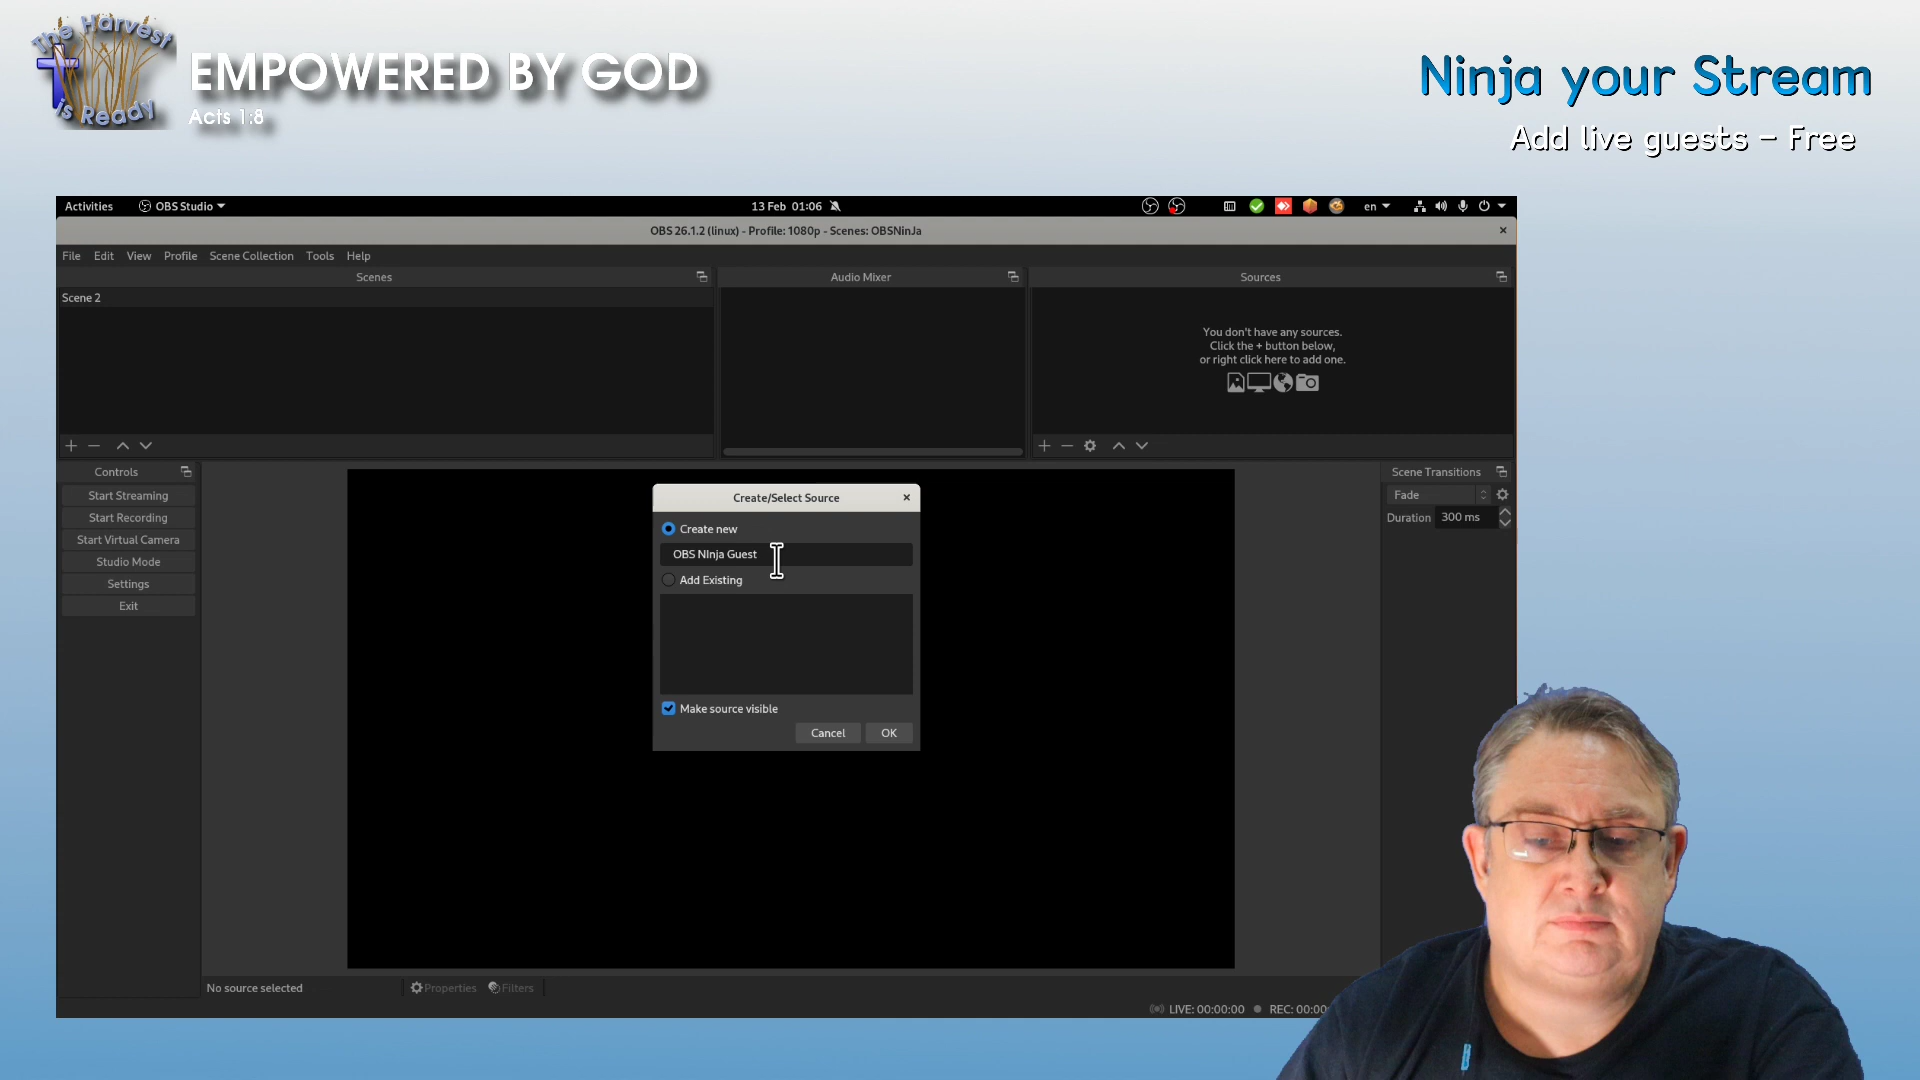 The Harvest
is Ready
EMPOWERED BY GOD
Acts 1:8
Ninja your Stream
Add live guests – Free
Activities
OBS Studio
13 Feb 01:06
en
OBS 26.1.2 (linux) - Profile: 1080p - Scenes: OBSNinJa
File Edit View Profile Scene Collection Tools Help
Scenes
Audio Mixer
Sources
Scene 2
You don't have any sources.
Click the + button below,
or right click here to add one.
Controls
Start Streaming
Start Recording
Start Virtual Camera
Studio Mode
Settings
Exit
Create/Select Source
Create new
OBS NInja Guest
Add Existing
Make source visible
Cancel
OK
Scene Transitions
Fade
Duration 300 ms
No source selected
Properties
Filters
LIVE: 00:00:00
REC: 00:00